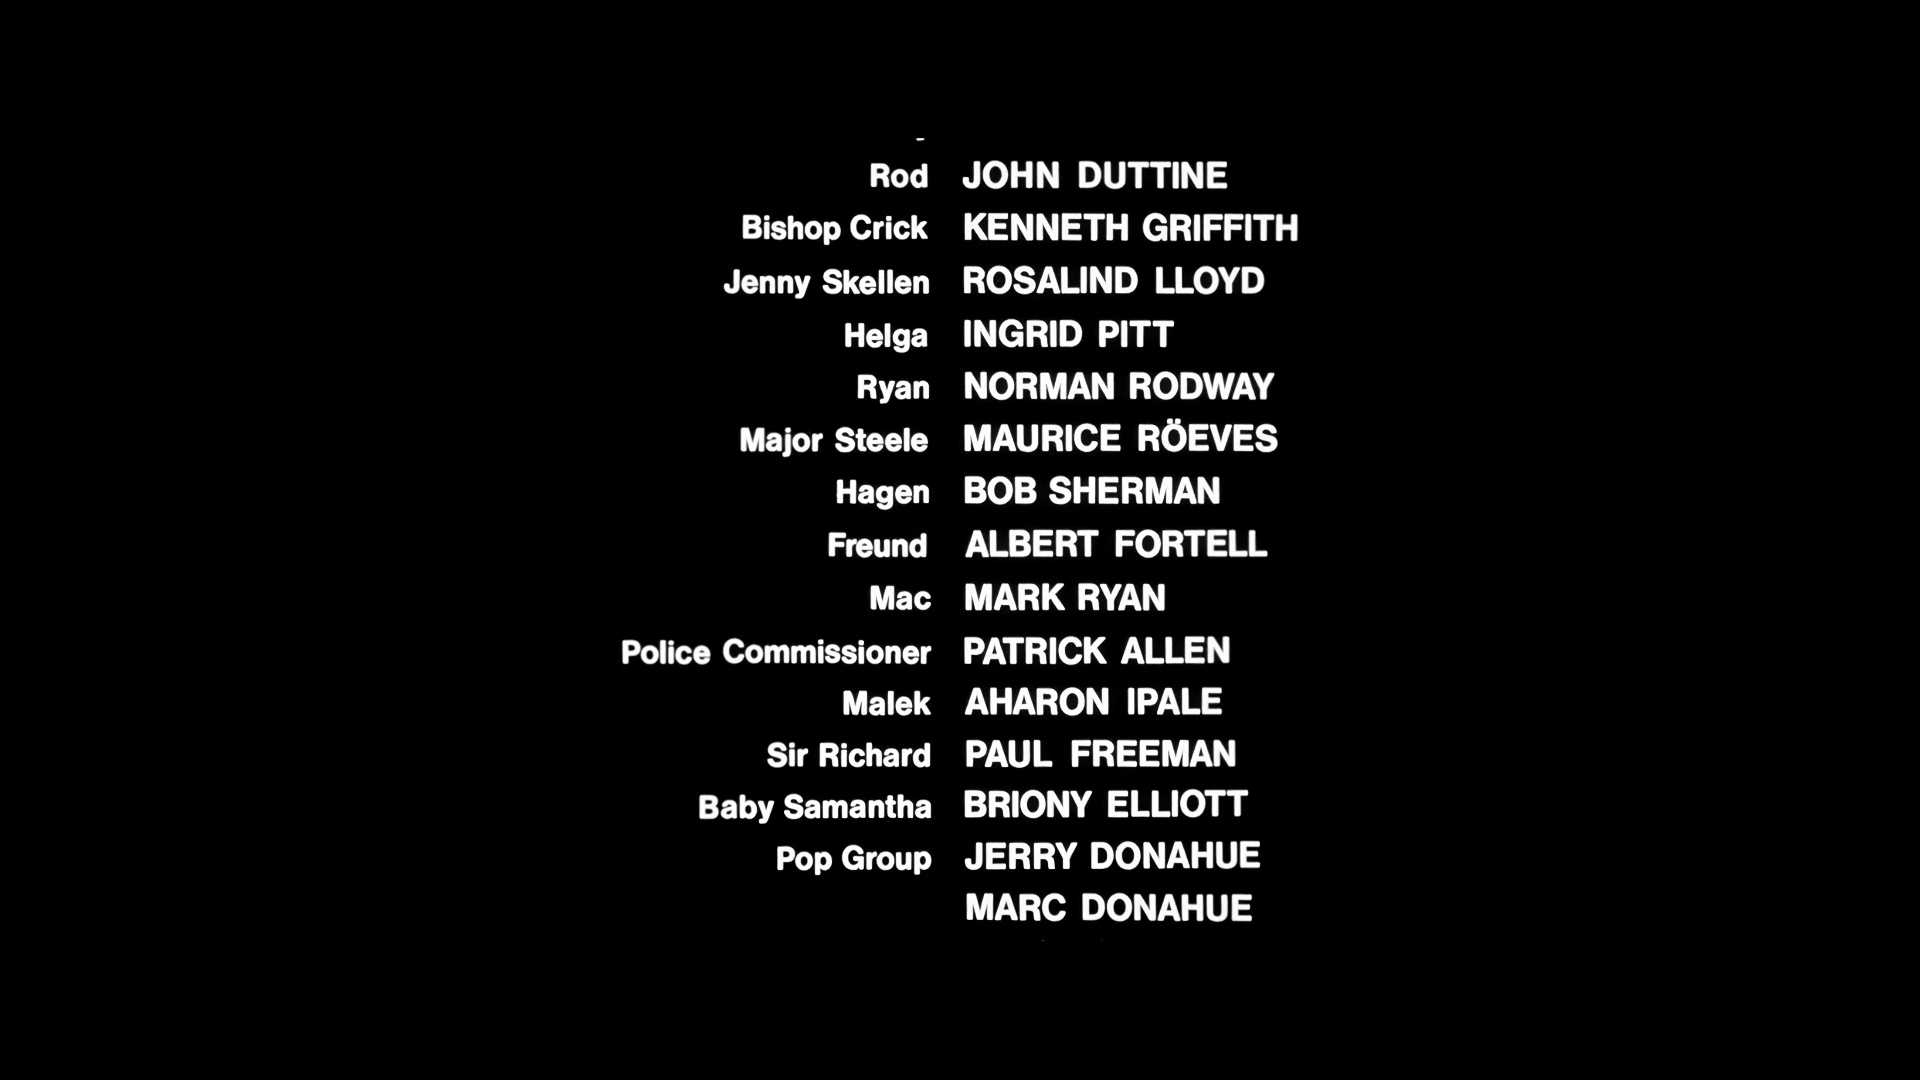 Rod JOHN DUTTINE
Bishop Crick KENNETH GRIFFITH
Jenny Skellen ROSALIND LLOYD
Helga INGRID PITT
Ryan NORMAN RODWAY
Major Steele MAURICE RÖEVES
Hagen BOB SHERMAN
Freund ALBERT FORTELL
Mac MARK RYAN
Police Commissioner PATRICK ALLEN
Malek AHARON IPALE
Sir Richard PAUL FREEMAN
Baby Samantha BRIONY ELLIOTT
Pop Group JERRY DONAHUE
MARC DONAHUE